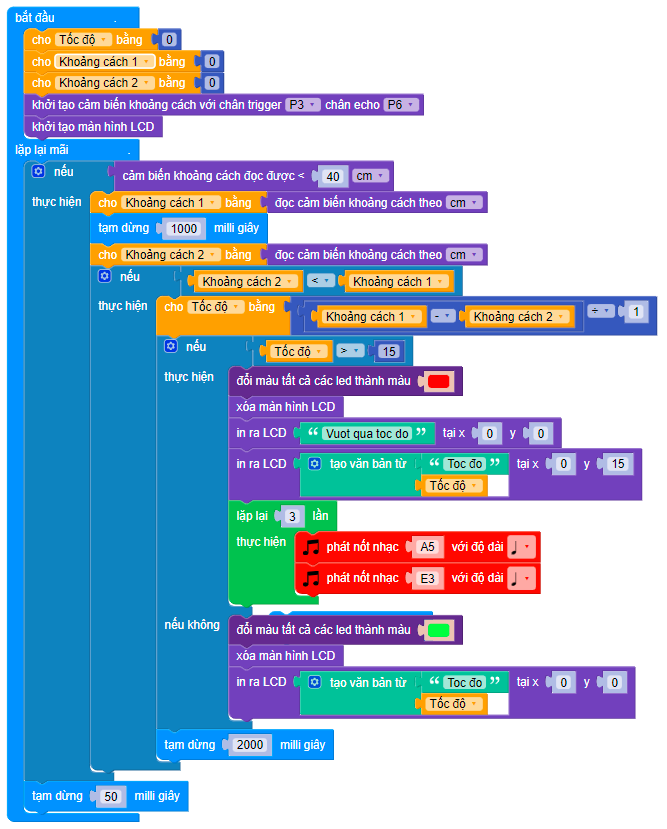 bắt đầu
cho Tốc độ bằng 0
cho Khoảng cách 1 bằng 0
cho Khoảng cách 2 bằng 0
khởi tạo cảm biến khoảng cách với chân trigger P3 chân echo P6
khởi tạo màn hình LCD
lặp lại mãi
nếu cảm biến khoảng cách đọc được < 40 cm
thực hiện cho Khoảng cách 1 bằng đọc cảm biến khoảng cách theo cm
tạm dừng 1000 milli giây
cho Khoảng cách 2 bằng đọc cảm biến khoảng cách theo cm
nếu Khoảng cách 2 < Khoảng cách 1
thực hiện cho Tốc độ bằng Khoảng cách 1 - Khoảng cách 2 ÷ 1
nếu Tốc độ > 15
thực hiện đổi màu tất cả các led thành màu
xóa màn hình LCD
in ra LCD “ Vuot qua toc do ” tại x 0 y 0
in ra LCD tạo văn bản từ “ Toc đo ” tại x 0 y 15
Tốc độ
lặp lại 3 lần
thực hiện phát nốt nhạc A5 với độ dài ♩
phát nốt nhạc E3 với độ dài ♩
nếu không đổi màu tất cả các led thành màu
xóa màn hình LCD
in ra LCD tạo văn bản từ “ Toc đo ” tại x 0 y 0
Tốc độ
tạm dừng 2000 milli giây
tạm dừng 50 milli giây